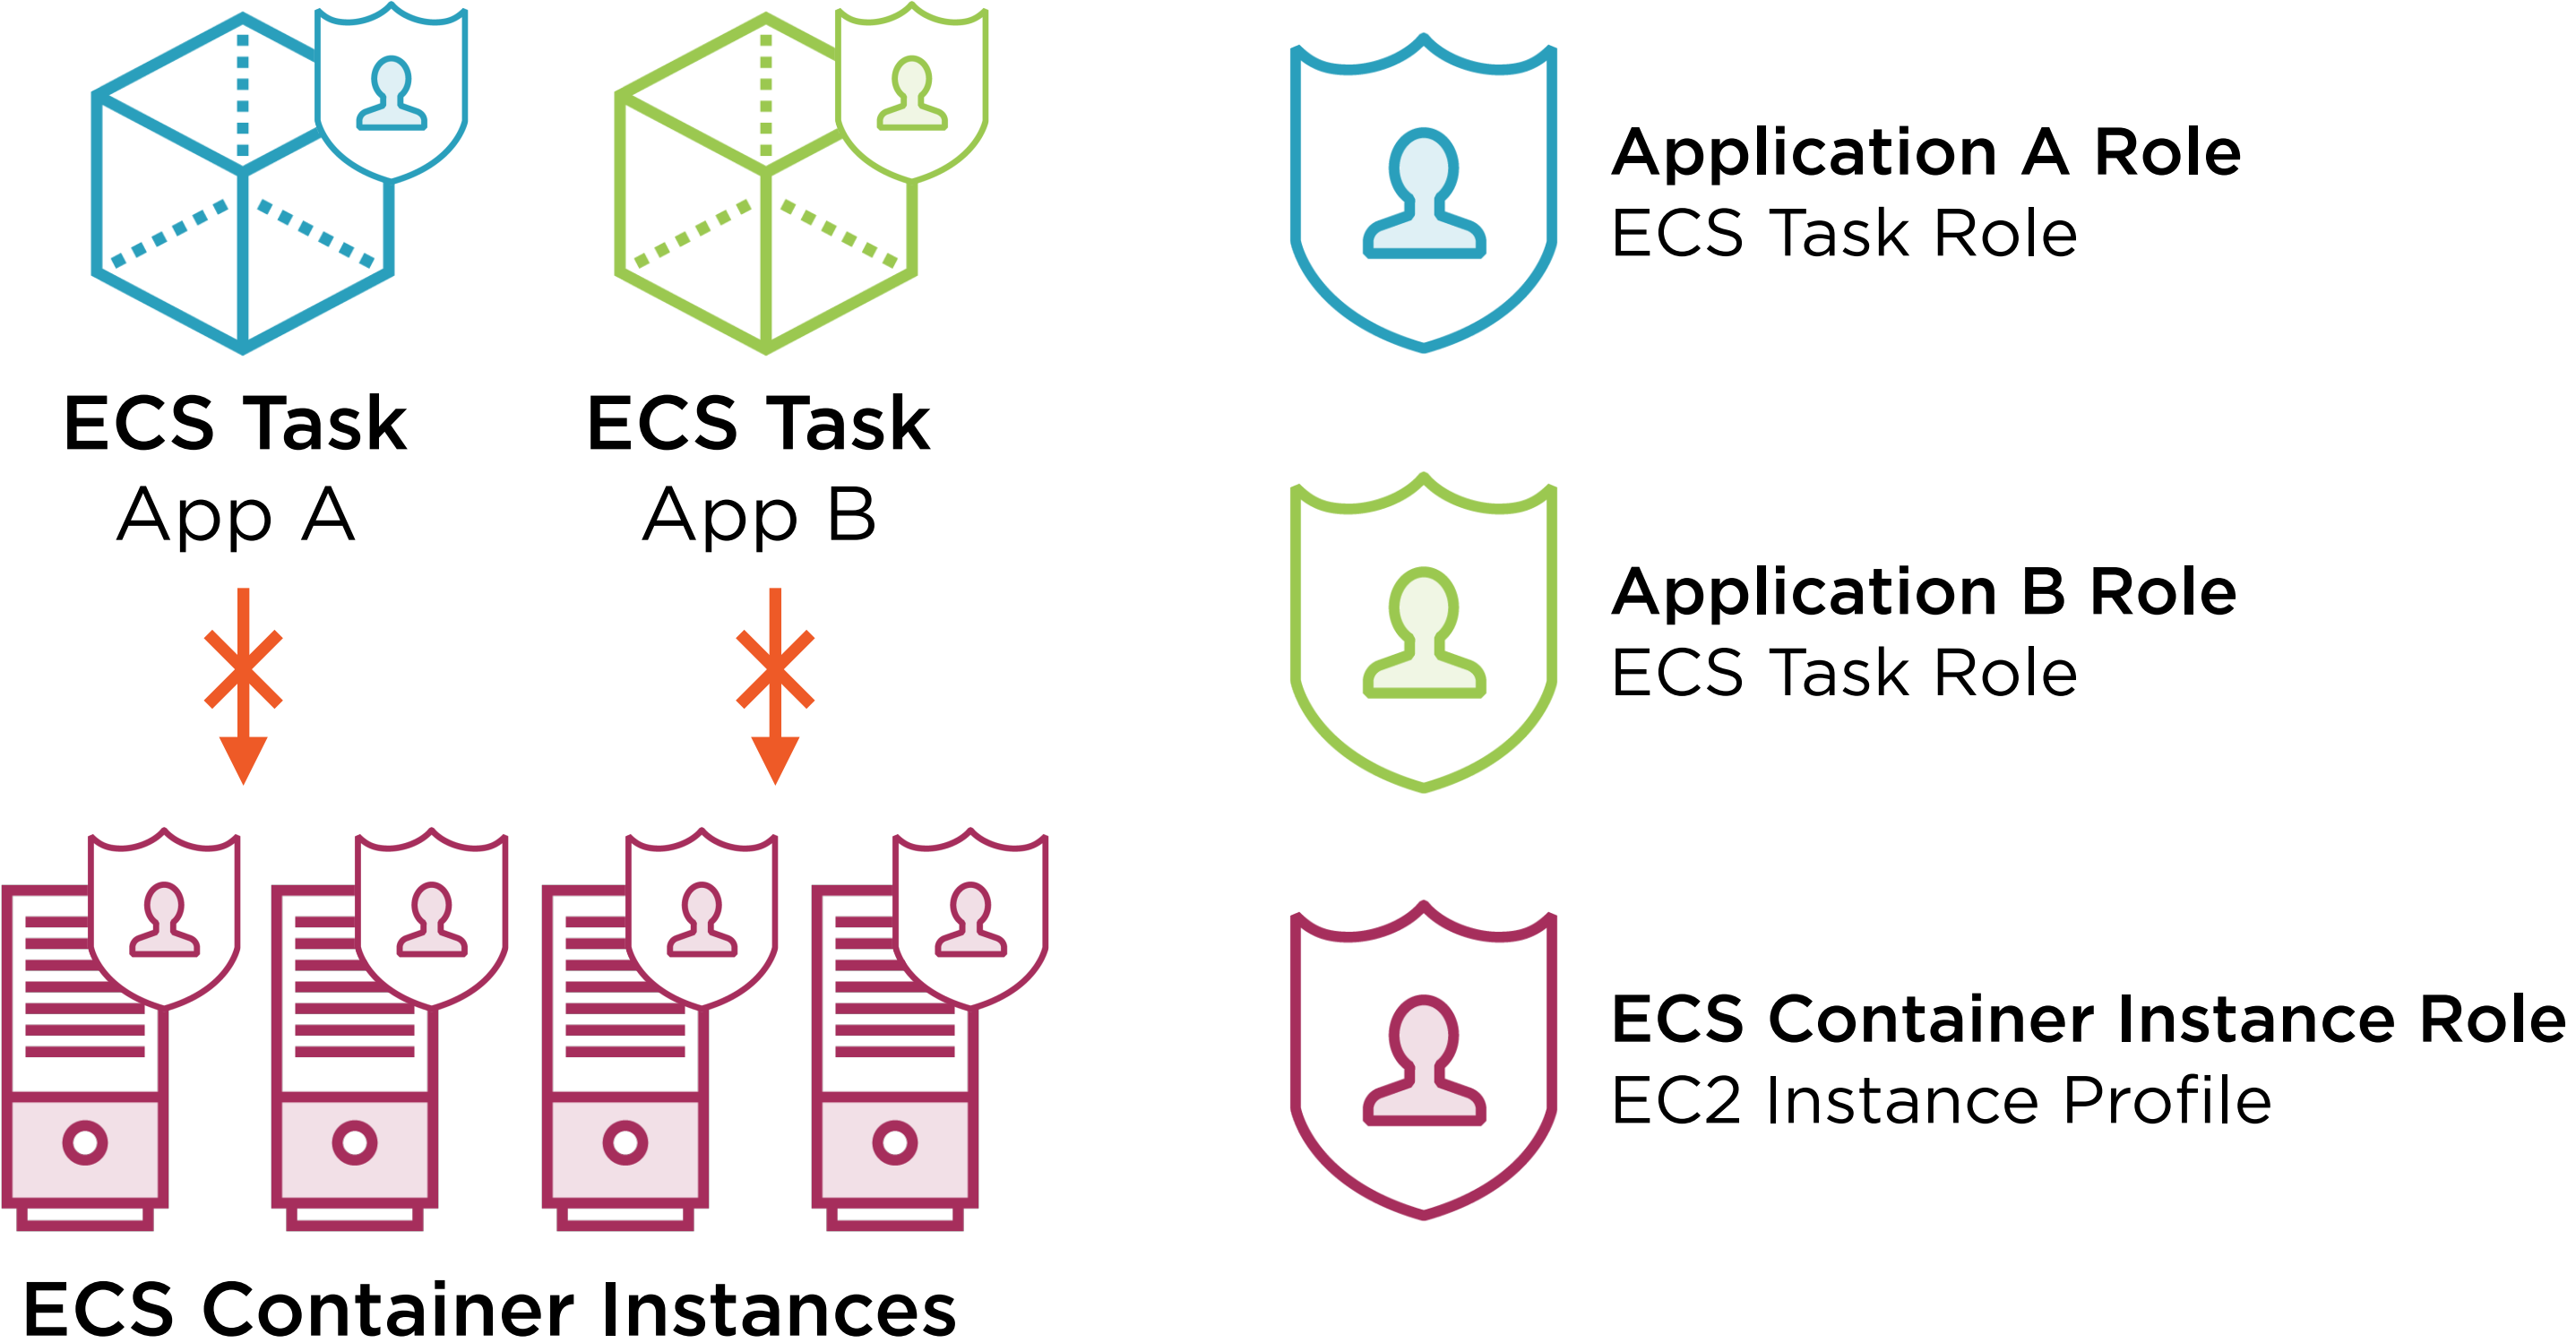 ECS Task
App A
ECS Task
App B
ECS Container Instances
Application A Role
ECS Task Role
Application B Role
ECS Task Role
ECS Container Instance Role
EC2 Instance Profile